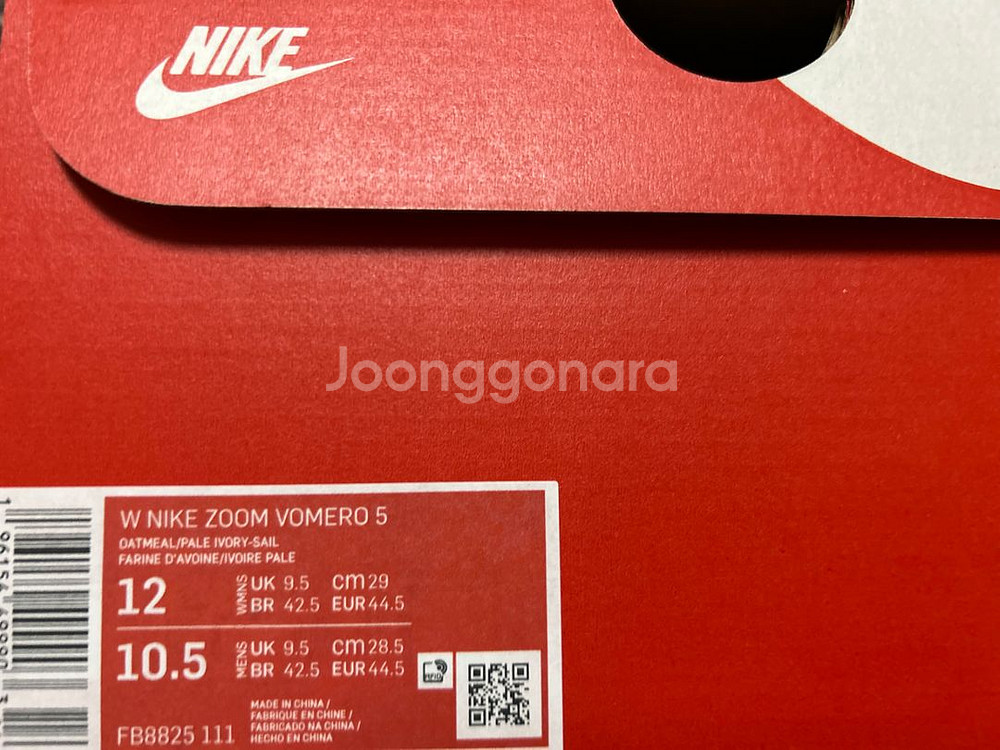 NIKE
Joonggonara
W NIKE ZOOM VOMERO 5
OATMEAL/PALE IVORY-SAIL
FARINE D'AVOINE/IVOIRE PALE
12 WMNS UK 9.5 cm 29
BR 42.5 EUR 44.5
10.5 MENS UK 9.5 cm 28.5
BR 42.5 EUR 44.5
MADE IN CHINA /
FABRIQUE EN CHINE /
FABRICADO NA CHINA /
HECHO EN CHINA
FB8825 111